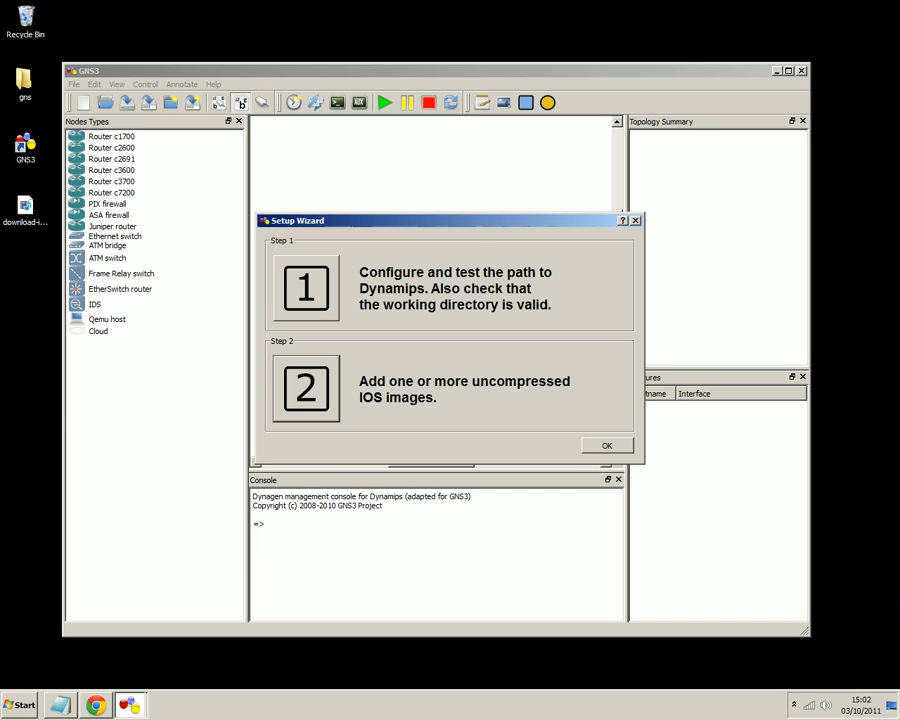 Recycle Bin
gns
GNS3
download-i...
GNS3
File Edit View Control Annotate Help
Nodes Types
Router c1700
Router c2600
Router c2691
Router c3600
Router c3700
Router c7200
PIX firewall
ASA firewall
Juniper router
Ethernet switch
ATM bridge
ATM switch
Frame Relay switch
EtherSwitch router
IDS
Qemu host
Cloud
Topology Summary
Setup Wizard
Step 1
1
Configure and test the path to
Dynamips. Also check that
the working directory is valid.
Step 2
2
Add one or more uncompressed
IOS images.
OK
ures
tname Interface
Console
Dynagen management console for Dynamips (adapted for GNS3)
Copyright (c) 2008-2010 GNS3 Project
=>
Start
15:02
03/10/2011